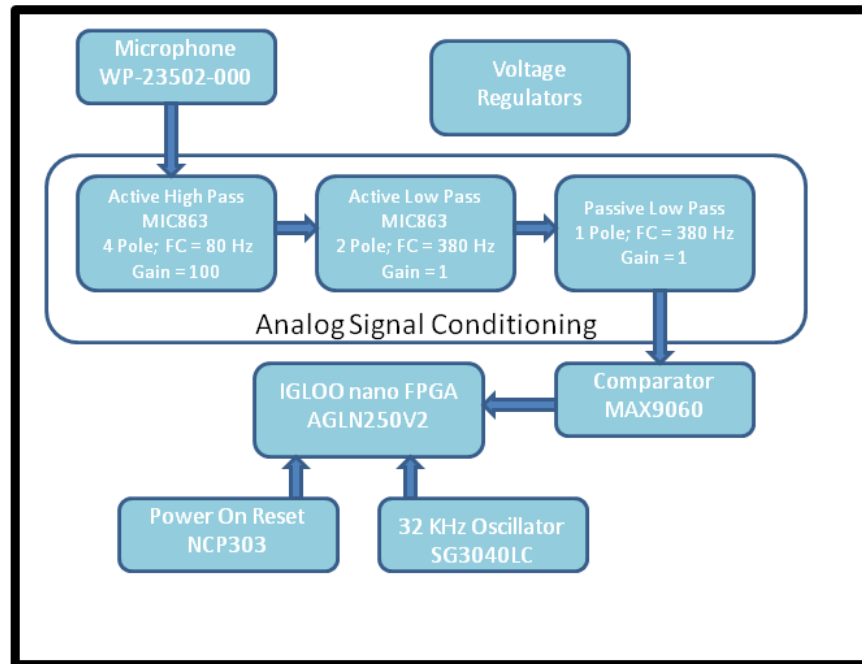 Microphone
WP-23502-000
Voltage
Regulators
Active High Pass
MIC863
4 Pole; FC = 80 Hz
Gain = 100
Active Low Pass
MIC863
2 Pole; FC = 380 Hz
Gain = 1
Passive Low Pass
1 Pole; FC = 380 Hz
Gain = 1
Analog Signal Conditioning
IGLOO nano FPGA
AGLN250V2
Comparator
MAX9060
Power On Reset
NCP303
32 KHz Oscillator
SG3040LC